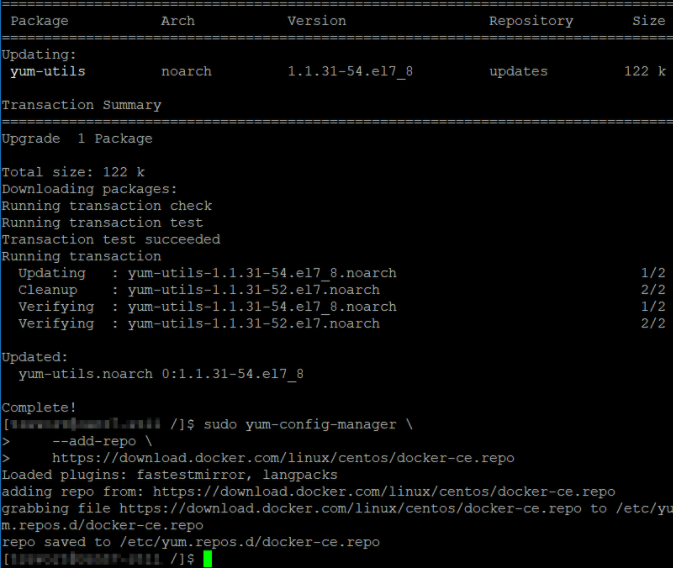 ================================================================================
Package Arch Version Repository Size
================================================================================
Updating:
yum-utils noarch 1.1.31-54.el7_8 updates 122 k
Transaction Summary
================================================================================
Upgrade 1 Package
Total size: 122 k
Downloading packages:
Running transaction check
Running transaction test
Transaction test succeeded
Running transaction
Updating : yum-utils-1.1.31-54.el7_8.noarch 1/2
Cleanup : yum-utils-1.1.31-52.el7.noarch 2/2
Verifying : yum-utils-1.1.31-54.el7_8.noarch 1/2
Verifying : yum-utils-1.1.31-52.el7.noarch 2/2
Updated:
yum-utils.noarch 0:1.1.31-54.el7_8
Complete!
[ /]$ sudo yum-config-manager \
> --add-repo \
> https://download.docker.com/linux/centos/docker-ce.repo
Loaded plugins: fastestmirror, langpacks
adding repo from: https://download.docker.com/linux/centos/docker-ce.repo
grabbing file https://download.docker.com/linux/centos/docker-ce.repo to /etc/yu
m.repos.d/docker-ce.repo
repo saved to /etc/yum.repos.d/docker-ce.repo
[ /]$